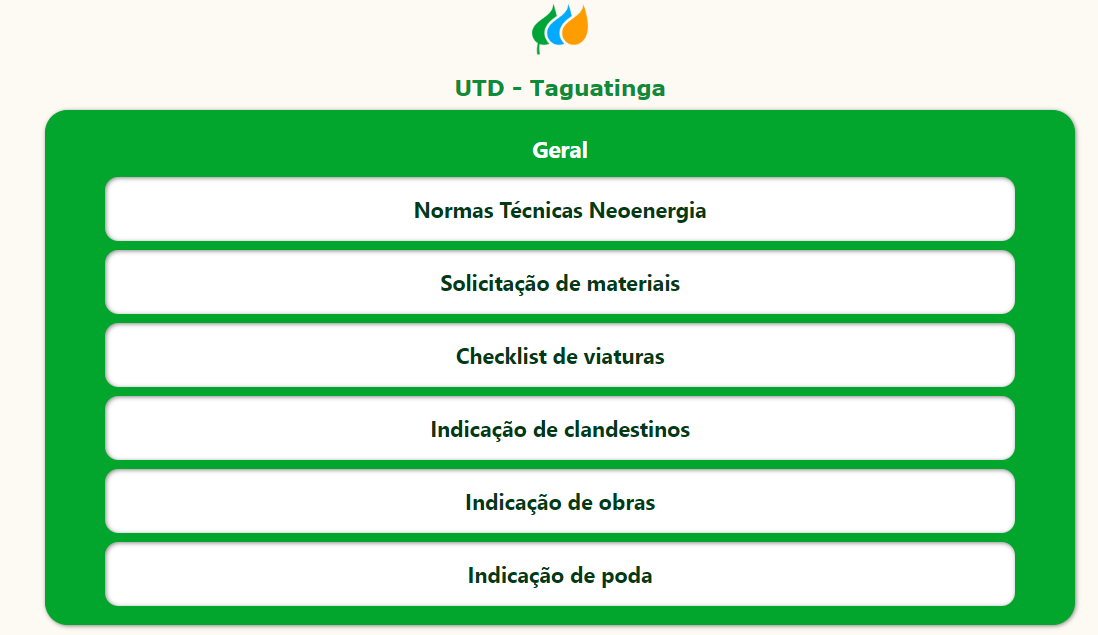 UTD - Taguatinga
Geral
Normas Técnicas Neoenergia
Solicitação de materiais
Checklist de viaturas
Indicação de clandestinos
Indicação de obras
Indicação de poda